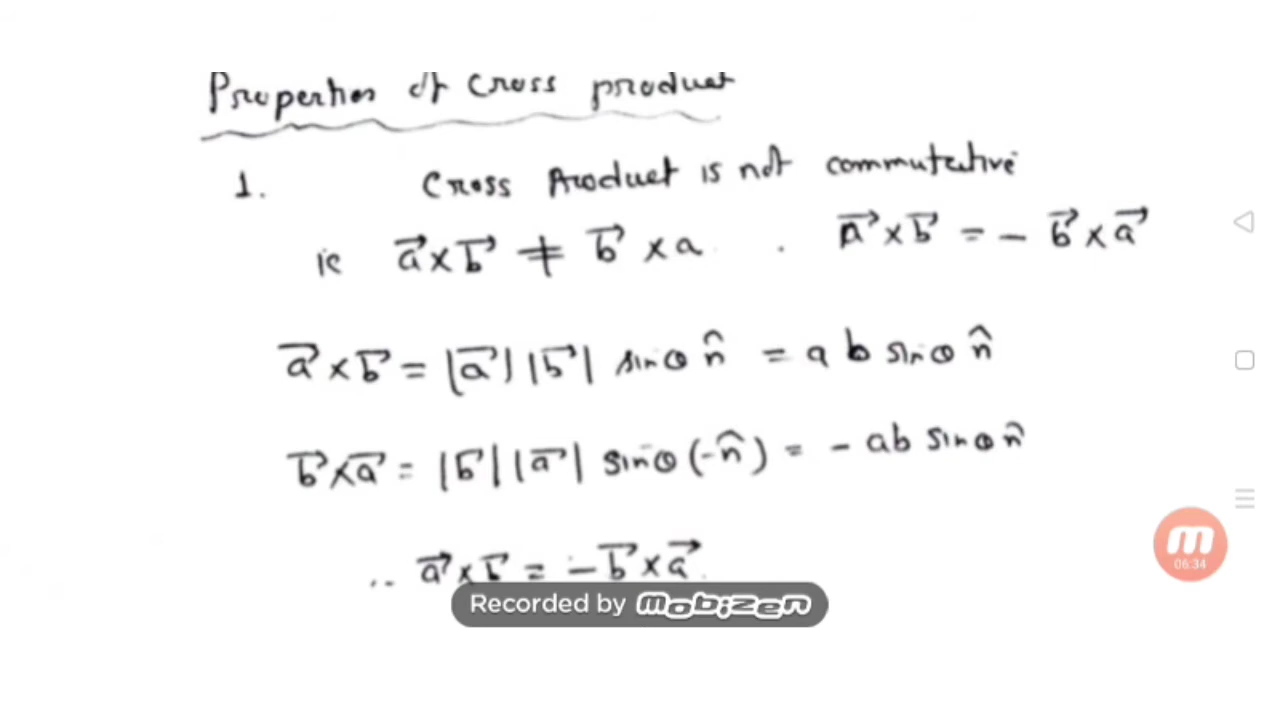 Properties of Cross product
1. Cross Product is not commutative
ie a⃗ × b⃗ ≠ b⃗ × a . a⃗ × b⃗ = - b⃗ × a⃗
a⃗ × b⃗ = |a⃗| |b⃗| sinθ n̂ = a b sinθ n̂
b⃗ × a⃗ = |b⃗| |a⃗| sinθ (-n̂) = - ab sinθ n̂
∴ a⃗ × b⃗ = - b⃗ × a⃗
Recorded by mobizen
06:34